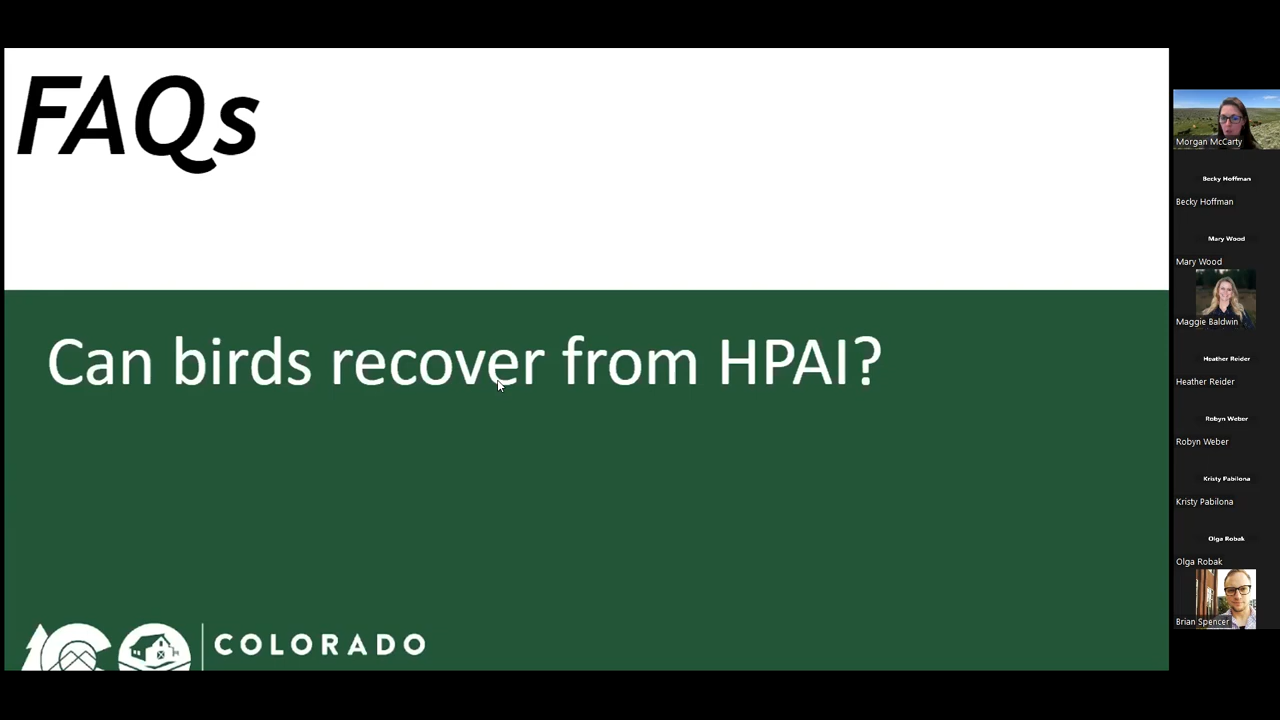 FAQs
Can birds recover from HPAI?
COLORADO
Morgan McCarty
Becky Hoffman
Becky Hoffman
Mary Wood
Mary Wood
Maggie Baldwin
Heather Reider
Heather Reider
Robyn Weber
Robyn Weber
Kristy Pabilona
Kristy Pabilona
Olga Robak
Olga Robak
Brian Spencer